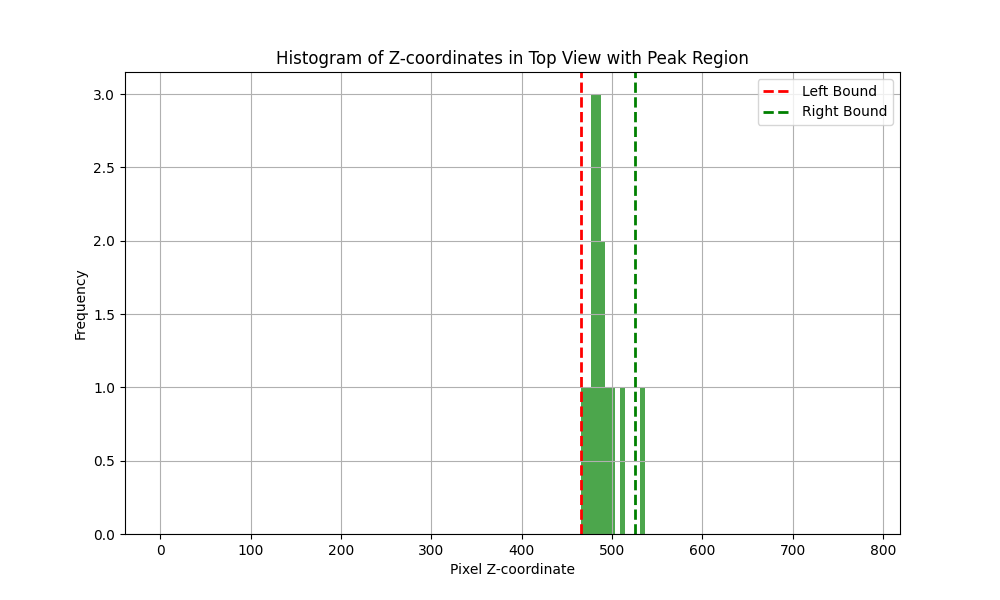 Histogram of Z-coordinates in Top View with Peak Region
Left Bound
Right Bound
3.0
2.5
2.0
1.5
1.0
0.5
0.0
Frequency
0 100 200 300 400 500 600 700 800
Pixel Z-coordinate